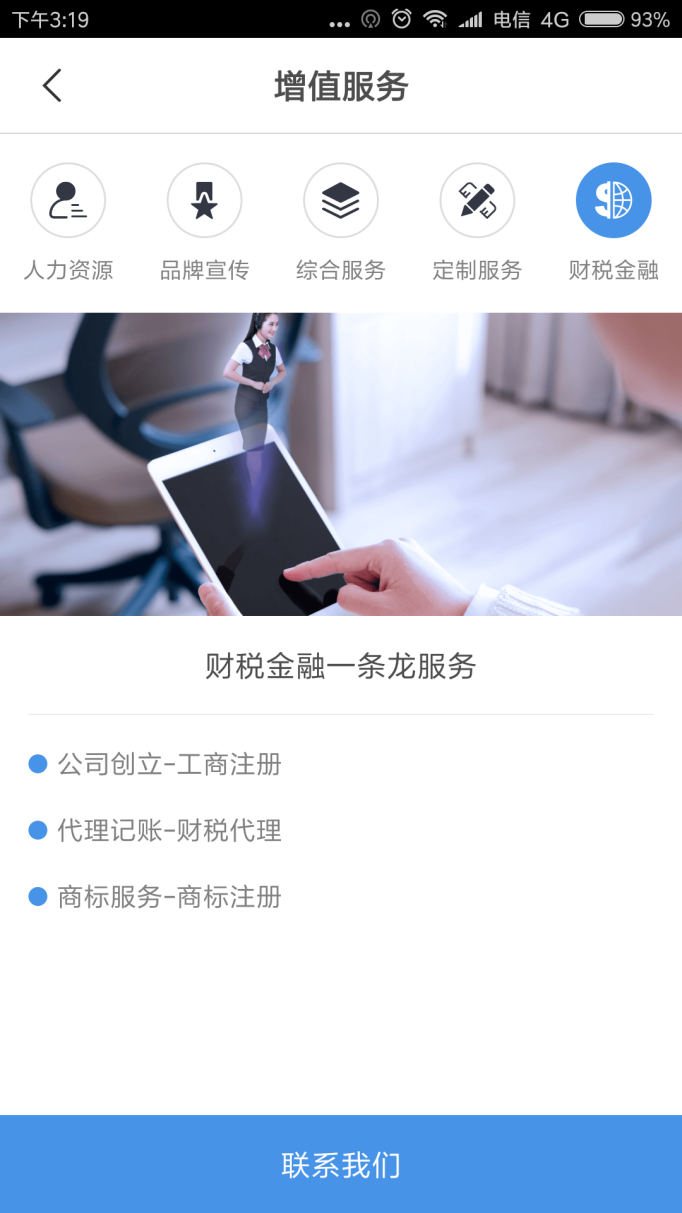 下午3:19 ... 电信 4G 93%
增值服务
人力资源 品牌宣传 综合服务 定制服务 财税金融
财税金融一条龙服务
公司创立-工商注册
代理记账-财税代理
商标服务-商标注册
联系我们